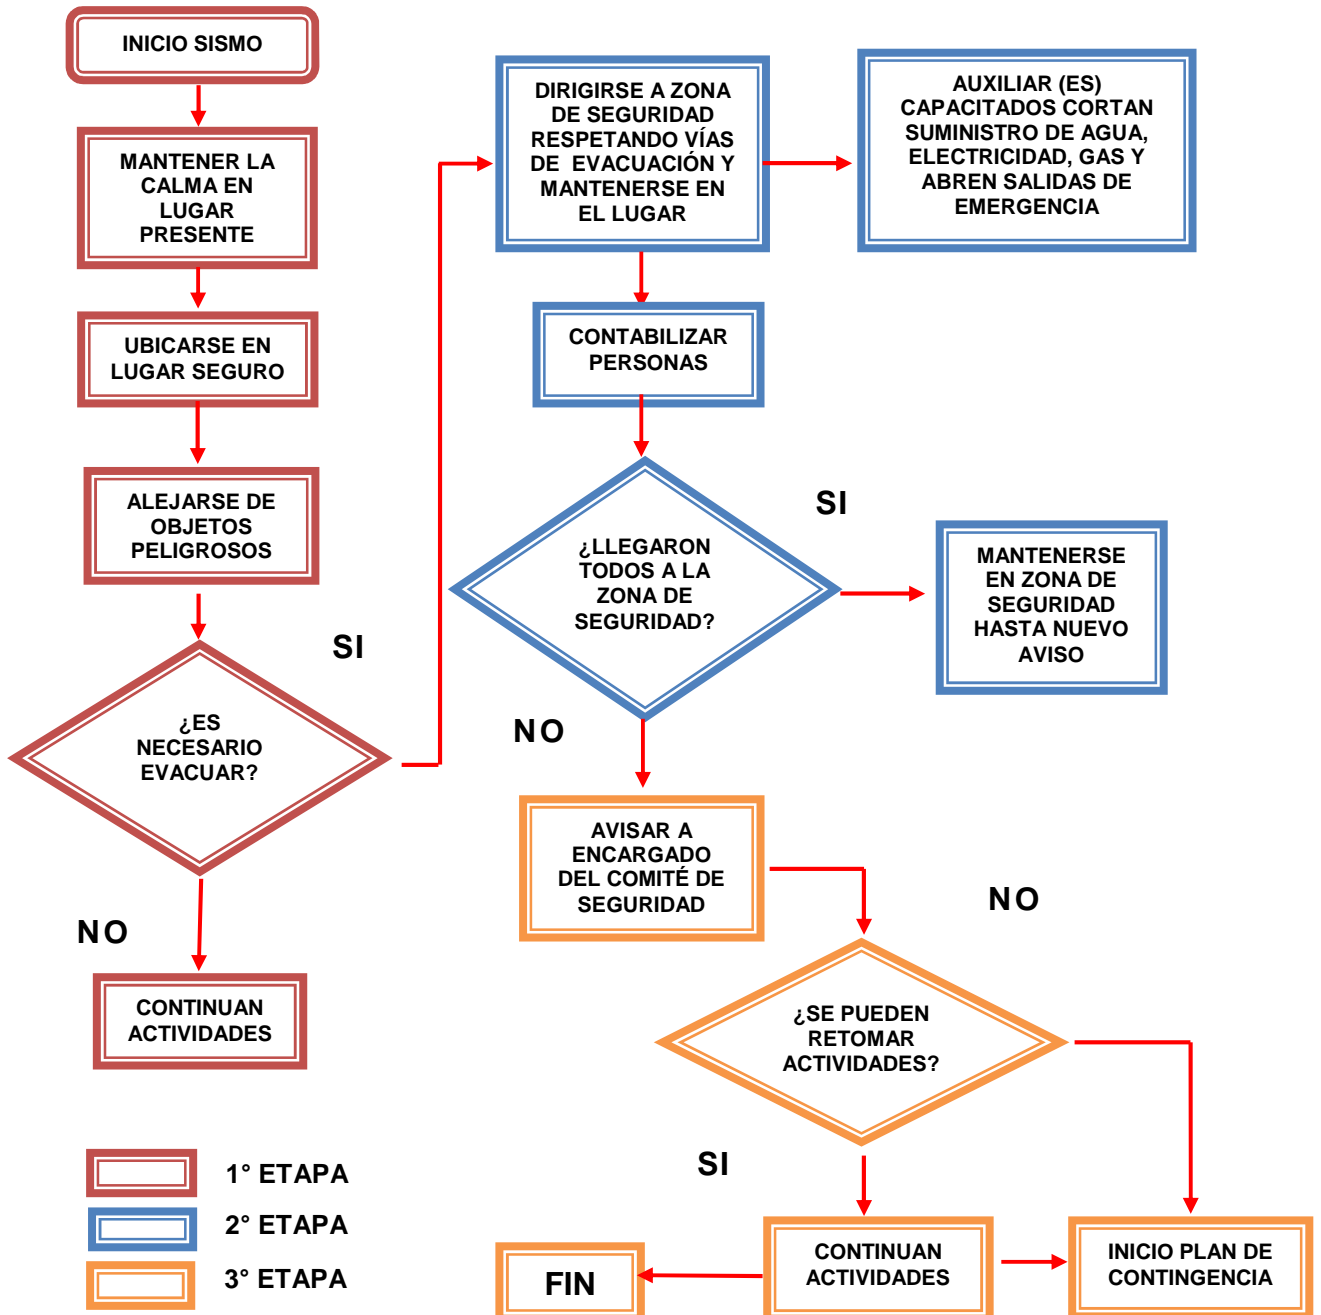 INICIO SISMO
MANTENER LA
CALMA EN
LUGAR
PRESENTE
UBICARSE EN
LUGAR SEGURO
ALEJARSE DE
OBJETOS
PELIGROSOS
SI
¿ES
NECESARIO
EVACUAR?
NO
CONTINUAN
ACTIVIDADES
DIRIGIRSE A ZONA
DE SEGURIDAD
RESPETANDO VÍAS
DE EVACUACIÓN Y
MANTENERSE EN
EL LUGAR
AUXILIAR (ES)
CAPACITADOS CORTAN
SUMINISTRO DE AGUA,
ELECTRICIDAD, GAS Y
ABREN SALIDAS DE
EMERGENCIA
CONTABILIZAR
PERSONAS
SI
¿LLEGARON
TODOS A LA
ZONA DE
SEGURIDAD?
MANTENERSE
EN ZONA DE
SEGURIDAD
HASTA NUEVO
AVISO
NO
AVISAR A
ENCARGADO
DEL COMITÉ DE
SEGURIDAD
NO
¿SE PUEDEN
RETOMAR
ACTIVIDADES?
SI
CONTINUAN
ACTIVIDADES
INICIO PLAN DE
CONTINGENCIA
FIN
1° ETAPA
2° ETAPA
3° ETAPA